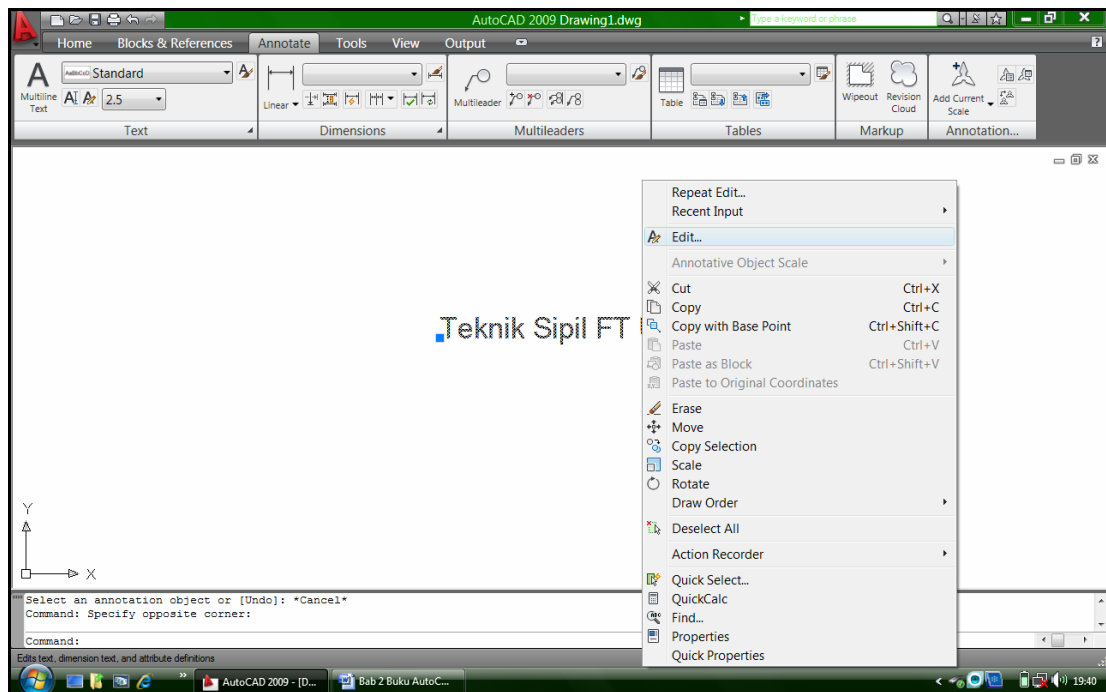 AutoCAD 2009 Drawing1.dwg
Type a keyword or phrase
Home Blocks & References Annotate Tools View Output
A AaBbCcD Standard
Multiline Text
2.5
Linear
Multileader
Table
Wipeout Revision Cloud
Add Current Scale
Text Dimensions Multileaders Tables Markup Annotation...
Repeat Edit...
Recent Input
Edit...
Annotative Object Scale
Cut Ctrl+X
Copy Ctrl+C
Copy with Base Point Ctrl+Shift+C
Paste Ctrl+V
Paste as Block Ctrl+Shift+V
Paste to Original Coordinates
Erase
Move
Copy Selection
Scale
Rotate
Draw Order
Deselect All
Action Recorder
Quick Select...
QuickCalc
Find...
Properties
Quick Properties
Teknik Sipil FT
Y
X
Select an annotation object or [Undo]: *Cancel*
Command: Specify opposite corner:
Command:
Edits text, dimension text, and attribute definitions
AutoCAD 2009 - [D... Bab 2 Buku AutoC... 19:40